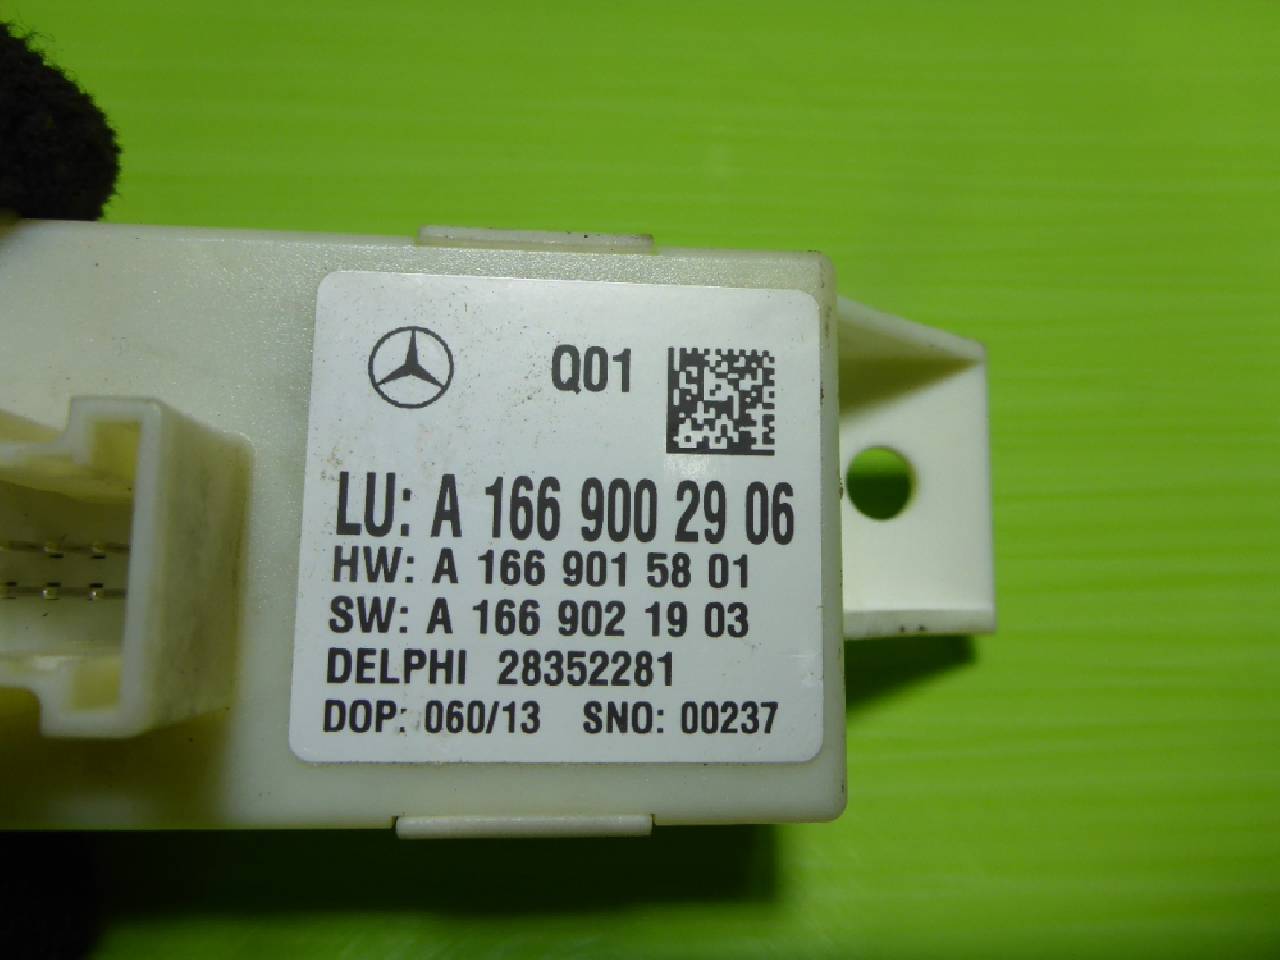 Q01
LU: A 166 900 29 06
HW: A 166 901 58 01
SW: A 166 902 19 03
DELPHI 28352281
DOP: 060/13 SNO: 00237